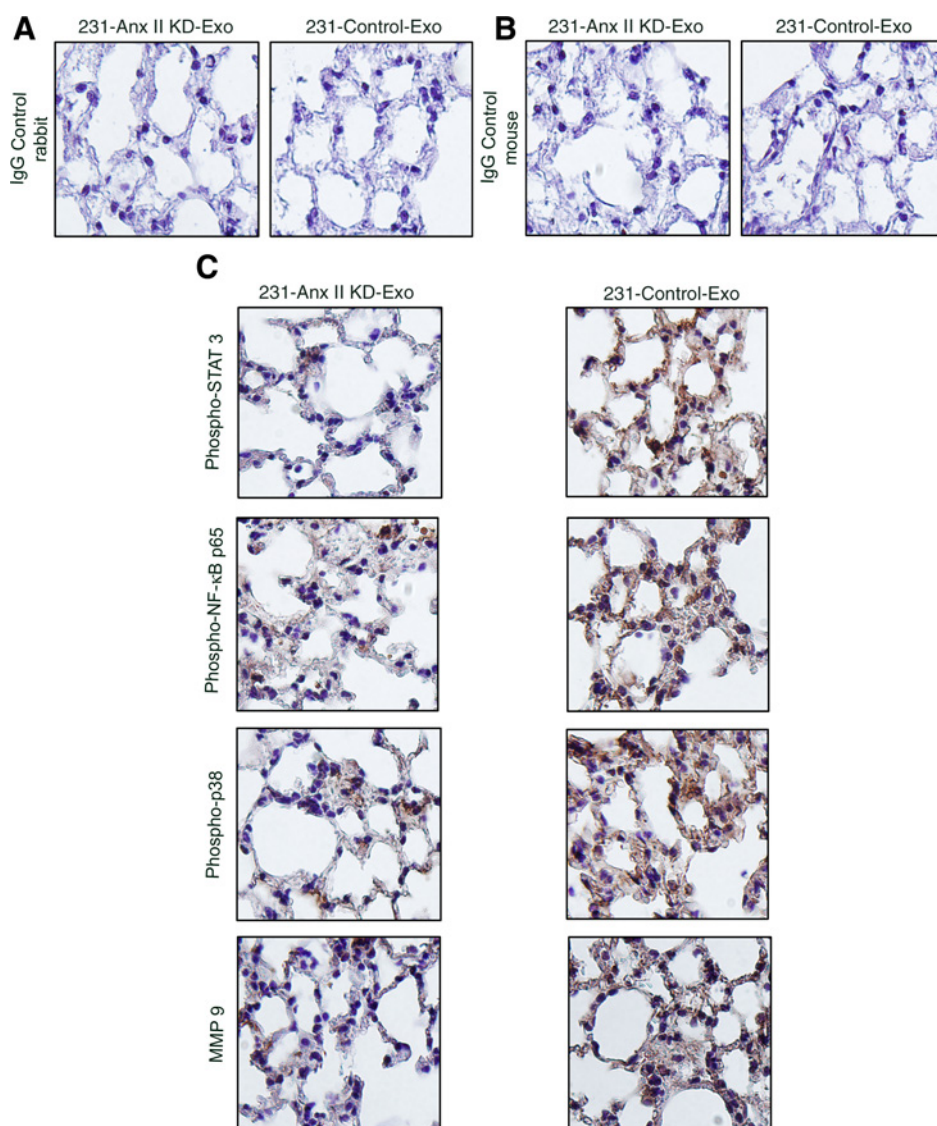 A
231-Anx II KD-Exo
231-Control-Exo
IgG Control
rabbit
B
231-Anx II KD-Exo
231-Control-Exo
IgG Control
mouse
C
231-Anx II KD-Exo
231-Control-Exo
Phospho-STAT 3
Phospho-NF-κB p65
Phospho-p38
MMP 9